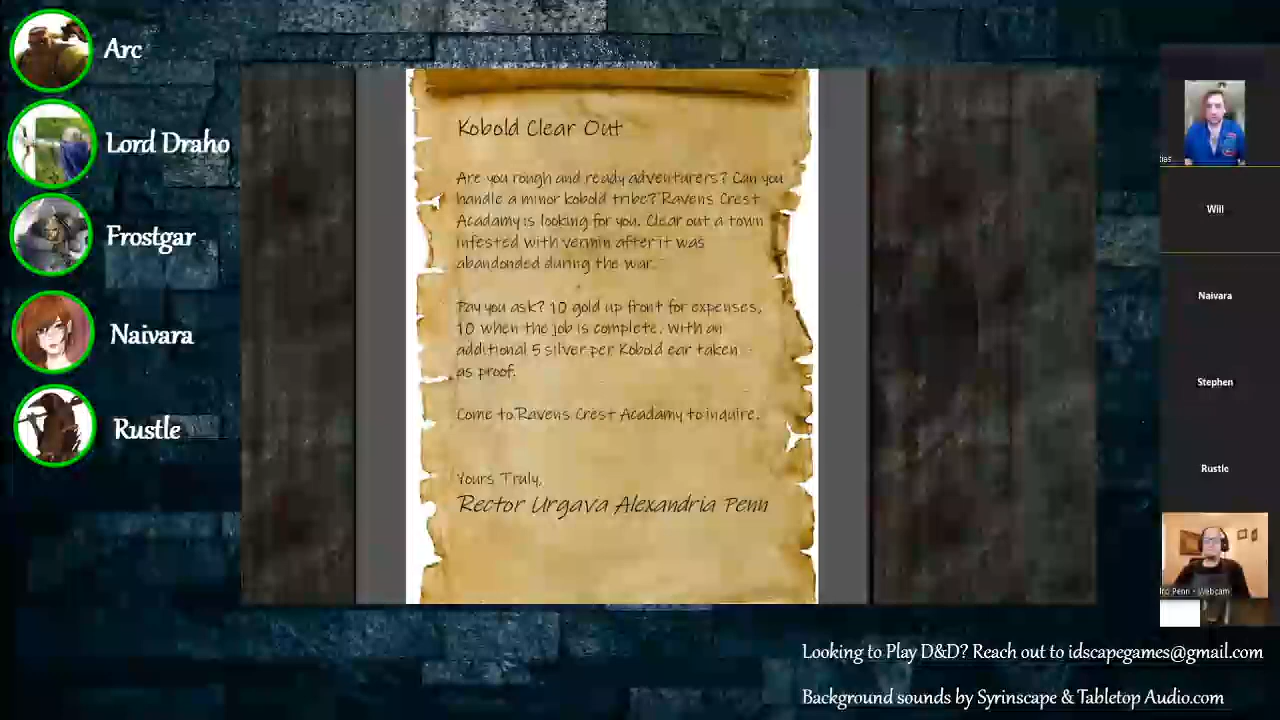 Arc
Lord Draho
Frostgar
Naivara
Rustle
Kobold Clear Out
Are you rough and ready adventurers? Can you
handle a minor kobold tribe? Ravens Crest
Acadamy is looking for you. Clear out a town
infested with vermin after it was
abandonded during the war.
Pay you ask? 10 gold up front for expenses,
10 when the job is complete. With an
additional 5 silver per Kobold ear taken
as proof.
Come to Ravens Crest Acadamy to inquire.
Yours Truly,
Rector Urgava Alexandria Penn
Will
Naivara
Stephen
Rustle
Penn - Webcam
Looking to Play D&D? Reach out to idscapegames@gmail.com
Background sounds by Syrinscape & Tabletop Audio.com